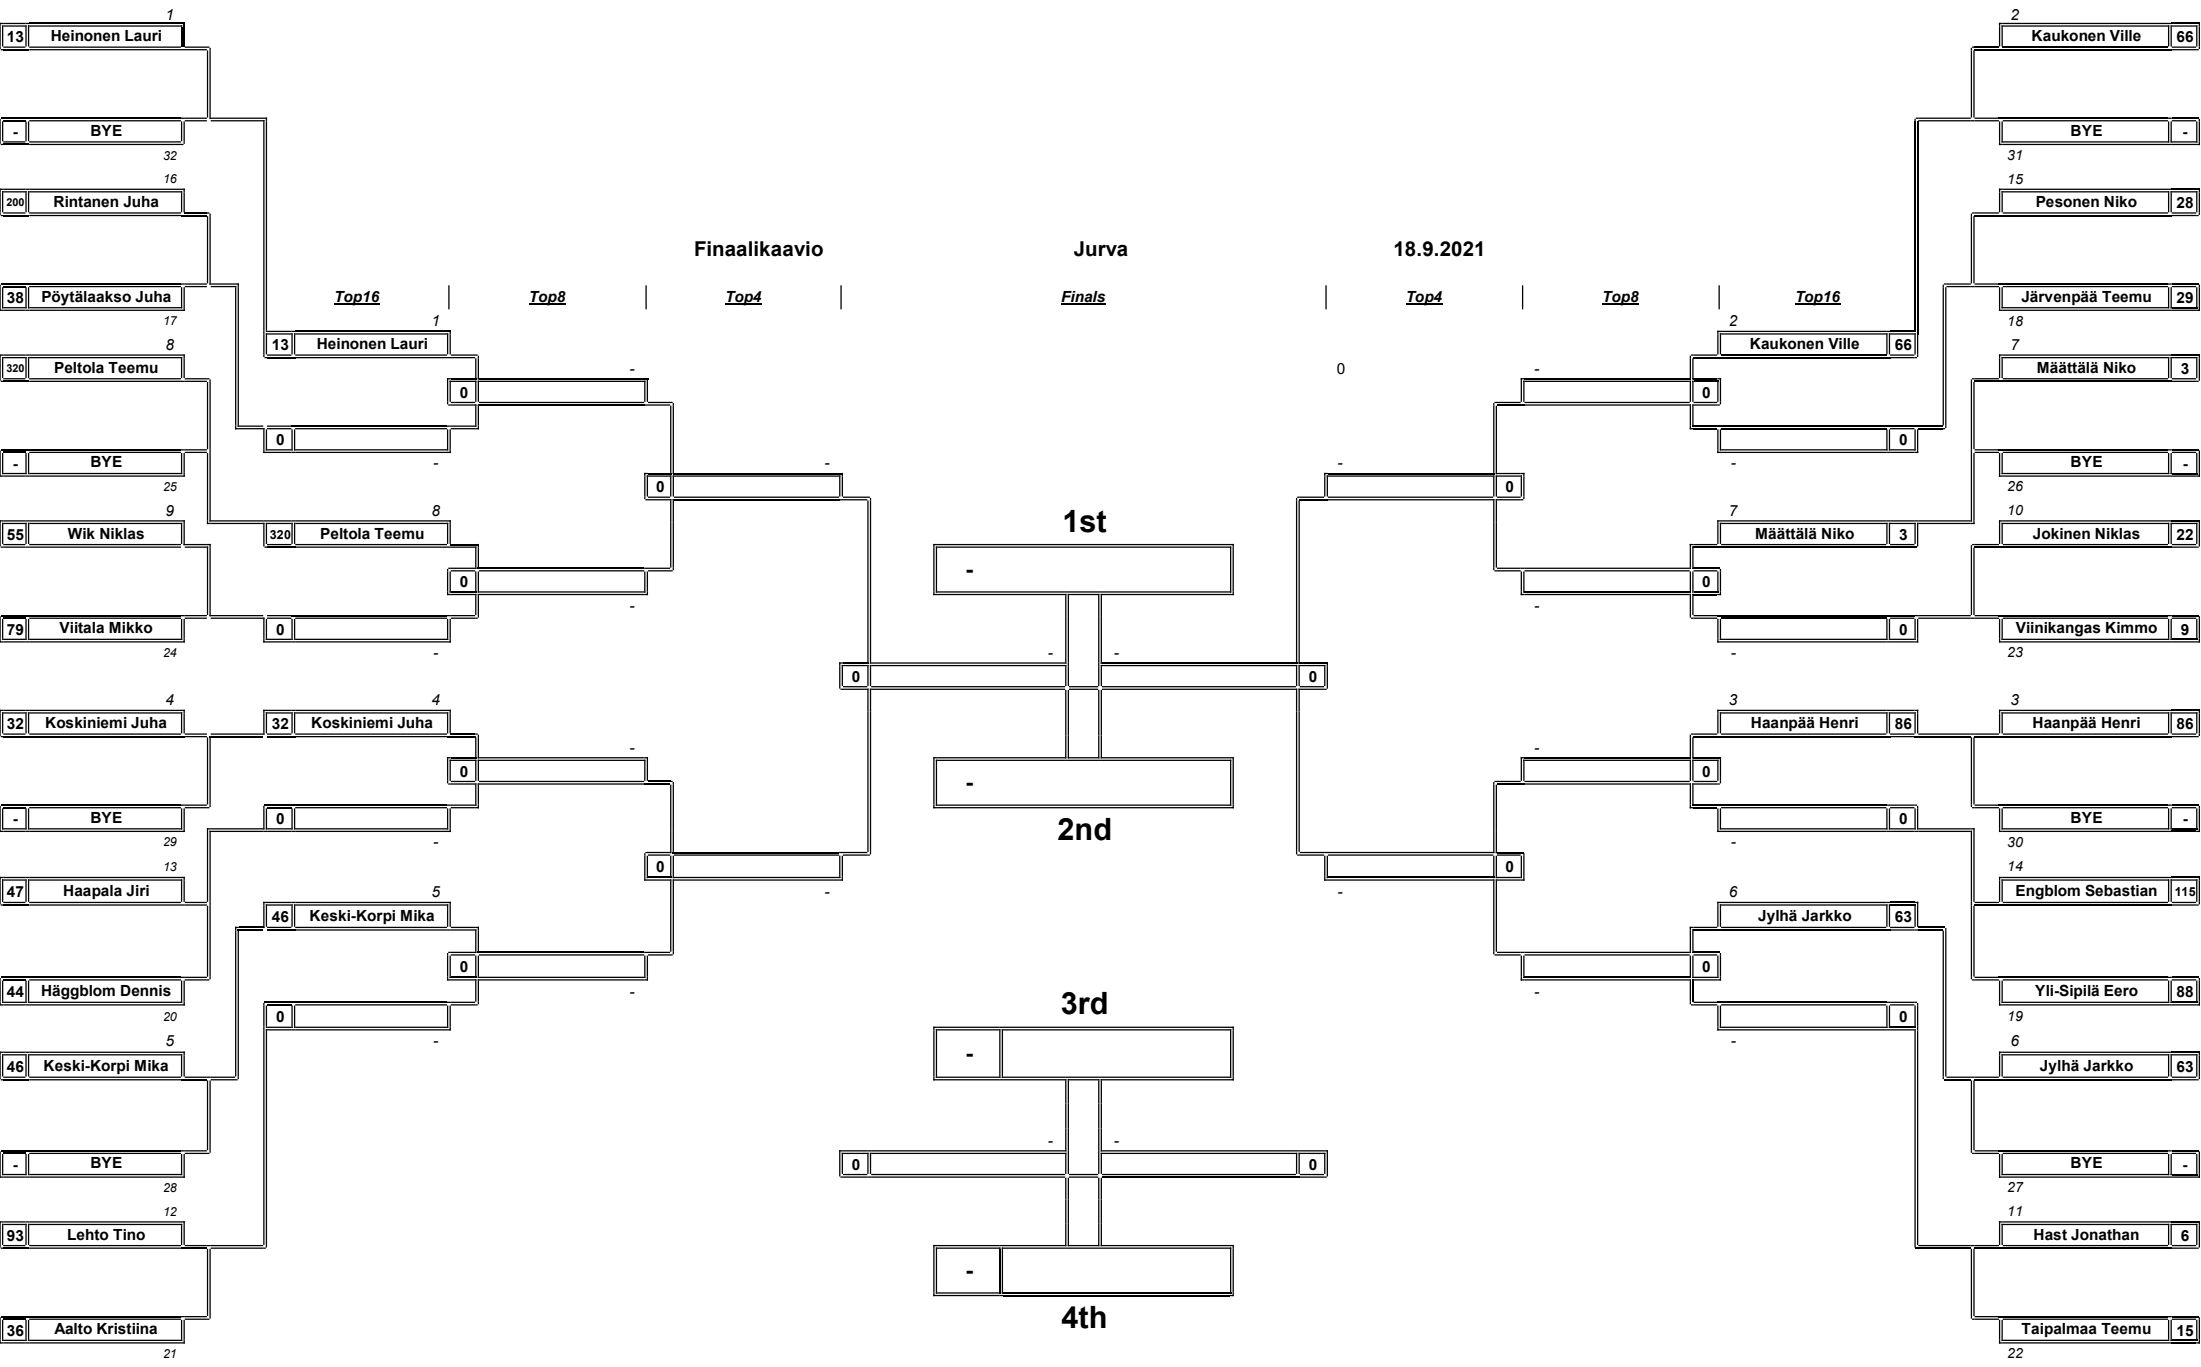 1
13 Heinonen Lauri
- BYE
32
16
200 Rintanen Juha
38 Pöytälaakso Juha
17
8
320 Peltola Teemu
- BYE
25
9
55 Wik Niklas
79 Viitala Mikko
24
4
32 Koskiniemi Juha
- BYE
29
13
47 Haapala Jiri
44 Häggblom Dennis
20
5
46 Keski-Korpi Mika
- BYE
28
12
93 Lehto Tino
36 Aalto Kristiina
21
Finaalikaavio Jurva 18.9.2021
Top16 Top8 Top4 Finals Top4 Top8 Top16
1
13 Heinonen Lauri
0
-
8
320 Peltola Teemu
0
-
4
32 Koskiniemi Juha
0
-
5
46 Keski-Korpi Mika
0
-
-
0
0
-
-
0
0
-
-
0
0
-
1st
-
- -
0 0
-
2nd
3rd
-
- -
0 0
-
4th
0
-
0
0
-
-
0
0
-
-
0
0
-
2
Kaukonen Ville 66
0
-
7
Määttälä Niko 3
0
-
3
Haanpää Henri 86
0
-
6
Jylhä Jarkko 63
0
-
2
Kaukonen Ville 66
BYE -
31
15
Pesonen Niko 28
Järvenpää Teemu 29
18
7
Määttälä Niko 3
BYE -
26
10
Jokinen Niklas 22
Viinikangas Kimmo 9
23
3
Haanpää Henri 86
BYE -
30
14
Engblom Sebastian 115
Yli-Sipilä Eero 88
19
6
Jylhä Jarkko 63
BYE -
27
11
Hast Jonathan 6
Taipalmaa Teemu 15
22